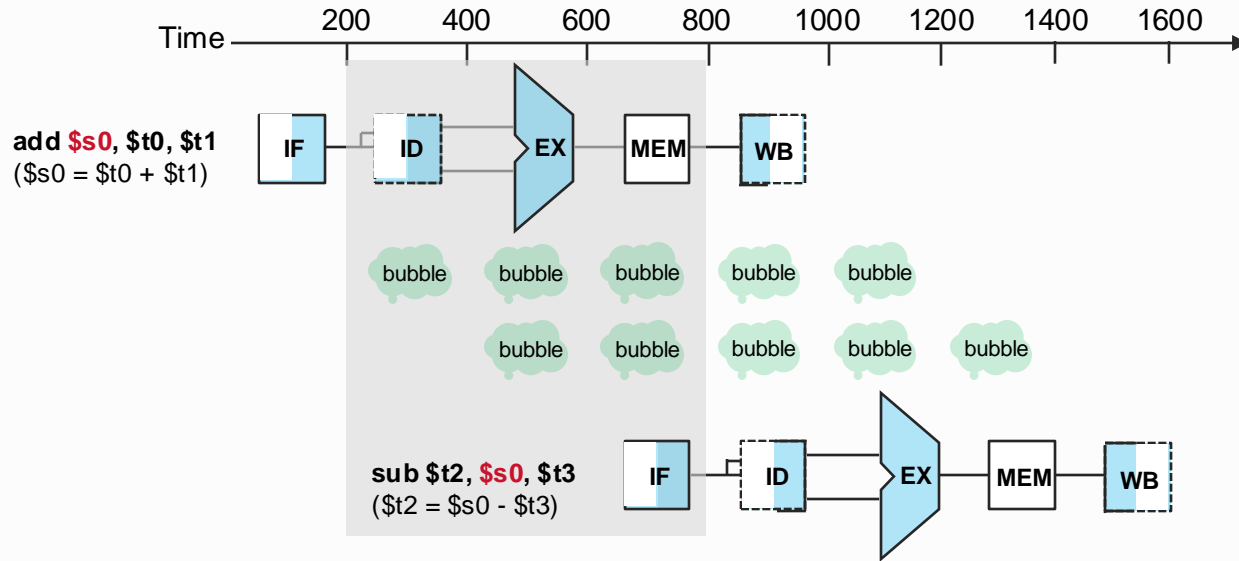 200 400 600 800 1000 1200 1400 1600
Time
add $s0, $t0, $t1
($s0 = $t0 + $t1)
IF ID EX MEM WB
bubble bubble bubble bubble bubble
bubble bubble bubble bubble bubble
sub $t2, $s0, $t3
($t2 = $s0 - $t3)
IF ID EX MEM WB